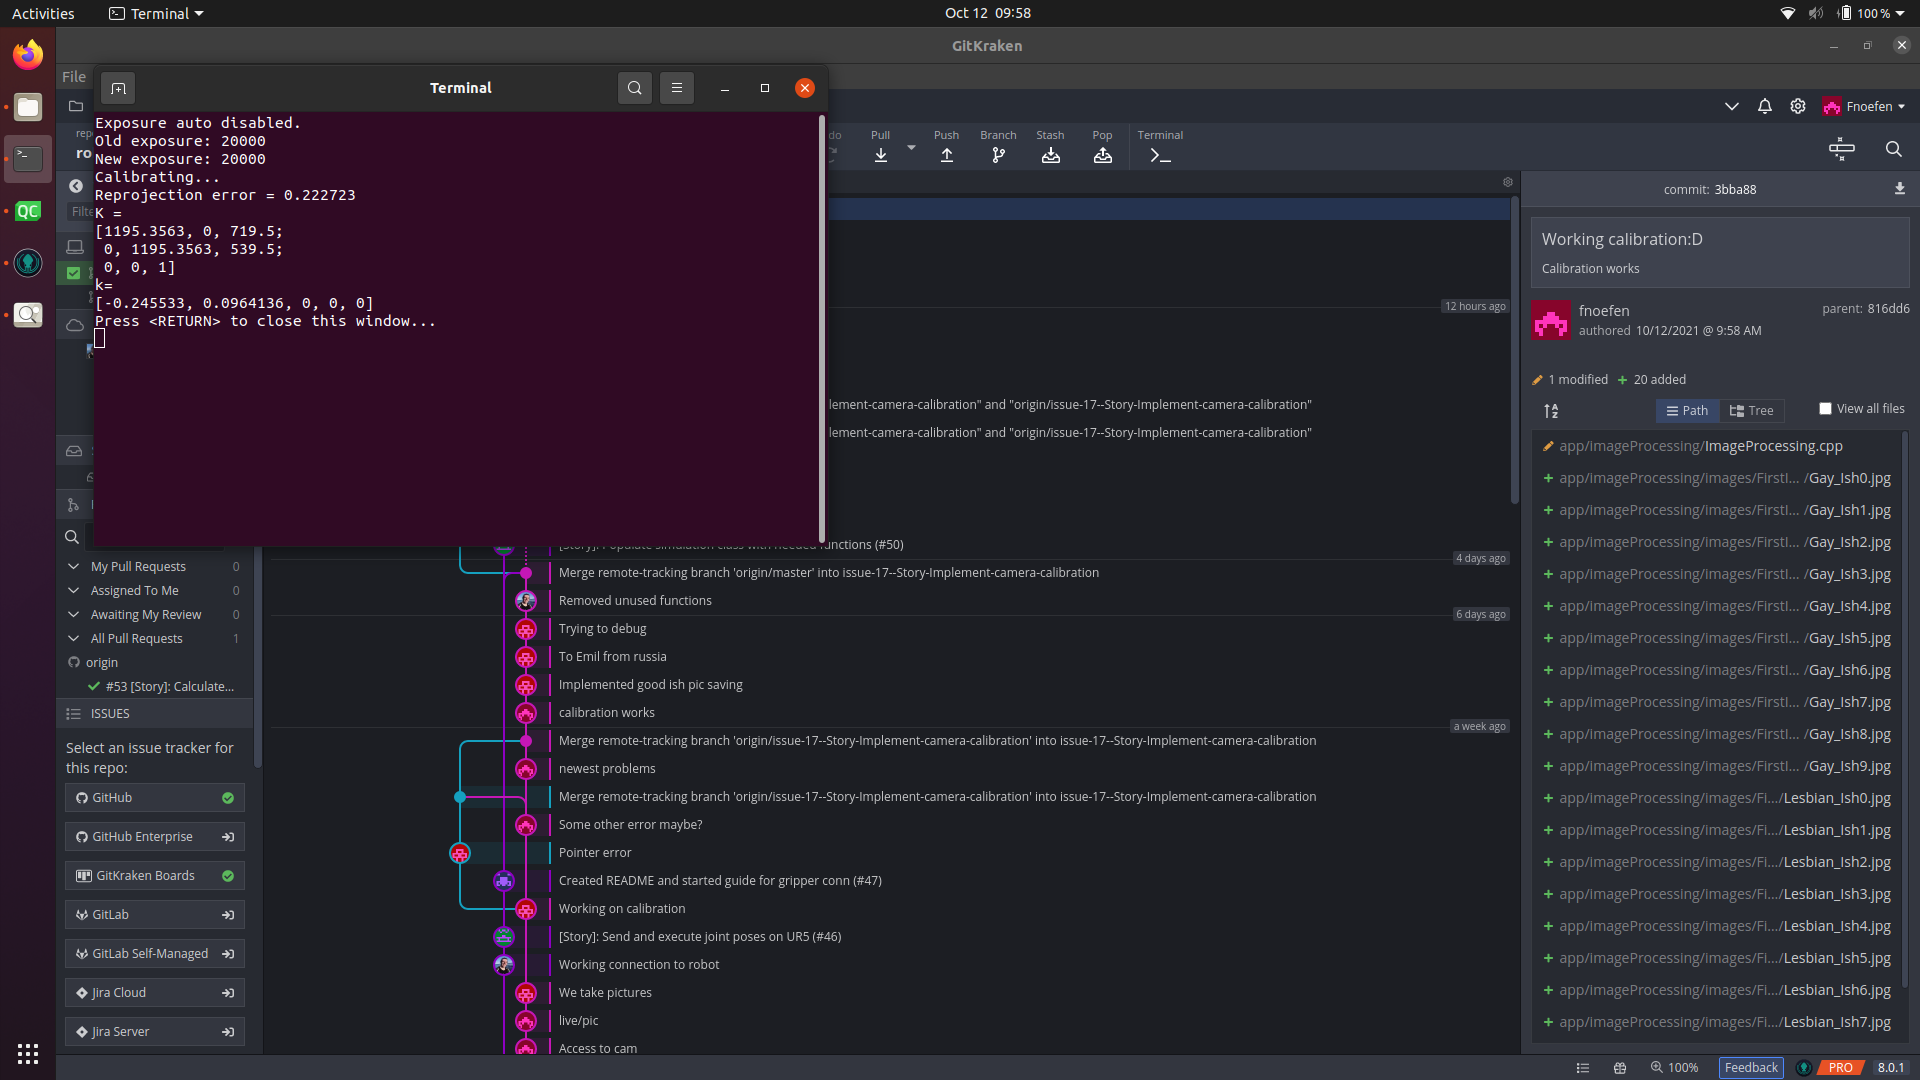 Activities
Terminal
Oct 12 09:58
100 %
GitKraken
File
Terminal
Exposure auto disabled.
Old exposure: 20000
New exposure: 20000
Calibrating...
Reprojection error = 0.222723
K =
[1195.3563, 0, 719.5;
0, 1195.3563, 539.5;
0, 0, 1]
k=
[-0.245533, 0.0964136, 0, 0, 0]
Press <RETURN> to close this window...
Pull
Push
Branch
Stash
Pop
Terminal
Fnoefen
12 hours ago
lement-camera-calibration" and "origin/issue-17--Story-Implement-camera-calibration"
lement-camera-calibration" and "origin/issue-17--Story-Implement-camera-calibration"
[Story]: Populate simulation class with needed functions (#50)
4 days ago
Merge remote-tracking branch 'origin/master' into issue-17--Story-Implement-camera-calibration
Removed unused functions
6 days ago
Trying to debug
To Emil from russia
Implemented good ish pic saving
calibration works
a week ago
Merge remote-tracking branch 'origin/issue-17--Story-Implement-camera-calibration' into issue-17--Story-Implement-camera-calibration
newest problems
Merge remote-tracking branch 'origin/issue-17--Story-Implement-camera-calibration' into issue-17--Story-Implement-camera-calibration
Some other error maybe?
Pointer error
Created README and started guide for gripper conn (#47)
Working on calibration
[Story]: Send and execute joint poses on UR5 (#46)
Working connection to robot
We take pictures
live/pic
Access to cam
My Pull Requests 0
Assigned To Me 0
Awaiting My Review 0
All Pull Requests 1
origin
#53 [Story]: Calculate...
ISSUES
Select an issue tracker for
this repo:
GitHub
GitHub Enterprise
GitKraken Boards
GitLab
GitLab Self-Managed
Jira Cloud
Jira Server
commit: 3bba88
Working calibration:D
Calibration works
fnoefen
authored 10/12/2021 @ 9:58 AM
parent: 816dd6
1 modified
20 added
Path
Tree
View all files
app/imageProcessing/ImageProcessing.cpp
app/imageProcessing/Images/FirstI... /Gay_Ish0.jpg
app/imageProcessing/Images/FirstI... /Gay_Ish1.jpg
app/imageProcessing/Images/FirstI... /Gay_Ish2.jpg
app/imageProcessing/Images/FirstI... /Gay_Ish3.jpg
app/imageProcessing/Images/FirstI... /Gay_Ish4.jpg
app/imageProcessing/Images/FirstI... /Gay_Ish5.jpg
app/imageProcessing/Images/FirstI... /Gay_Ish6.jpg
app/imageProcessing/Images/FirstI... /Gay_Ish7.jpg
app/imageProcessing/Images/FirstI... /Gay_Ish8.jpg
app/imageProcessing/Images/FirstI... /Gay_Ish9.jpg
app/imageProcessing/Images/Fi.../Lesbian_Ish0.jpg
app/imageProcessing/Images/Fi.../Lesbian_Ish1.jpg
app/imageProcessing/Images/Fi.../Lesbian_Ish2.jpg
app/imageProcessing/Images/Fi.../Lesbian_Ish3.jpg
app/imageProcessing/Images/Fi.../Lesbian_Ish4.jpg
app/imageProcessing/Images/Fi.../Lesbian_Ish5.jpg
app/imageProcessing/Images/Fi.../Lesbian_Ish6.jpg
app/imageProcessing/Images/Fi.../Lesbian_Ish7.jpg
100%
Feedback
PRO
8.0.1